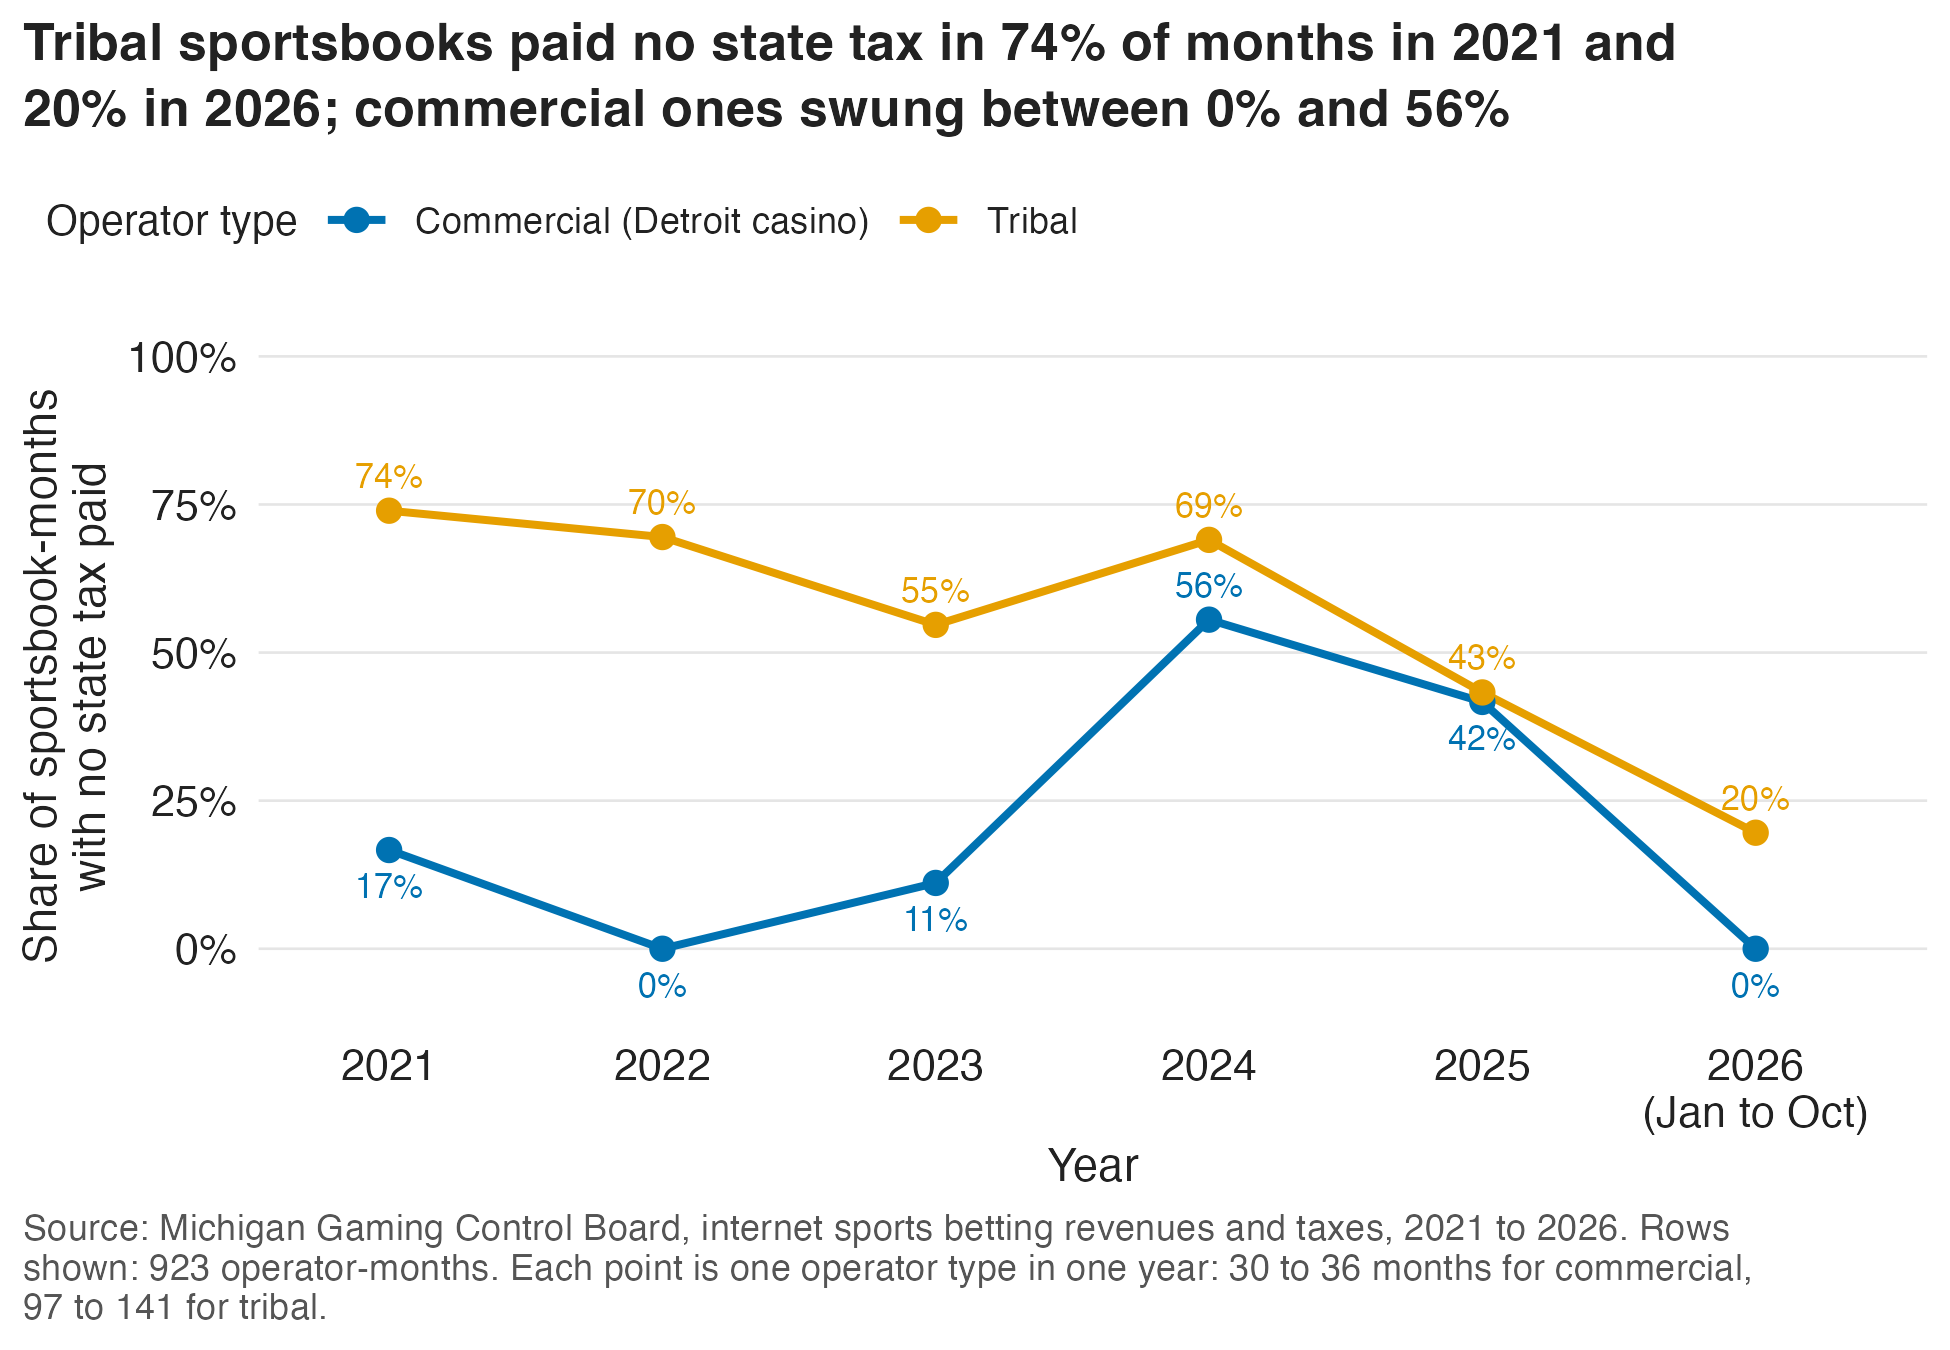 Tribal sportsbooks paid no state tax in 74% of months in 2021 and
20% in 2026; commercial ones swung between 0% and 56%
Operator type
Commercial (Detroit casino)
Tribal
Share of sportsbook-months
with no state tax paid
100%
75%
50%
25%
0%
74%
70%
55%
69%
43%
20%
17%
0%
11%
56%
42%
0%
2021
2022
2023
2024
2025
2026
(Jan to Oct)
Year
Source: Michigan Gaming Control Board, internet sports betting revenues and taxes, 2021 to 2026. Rows
shown: 923 operator-months. Each point is one operator type in one year: 30 to 36 months for commercial,
97 to 141 for tribal.